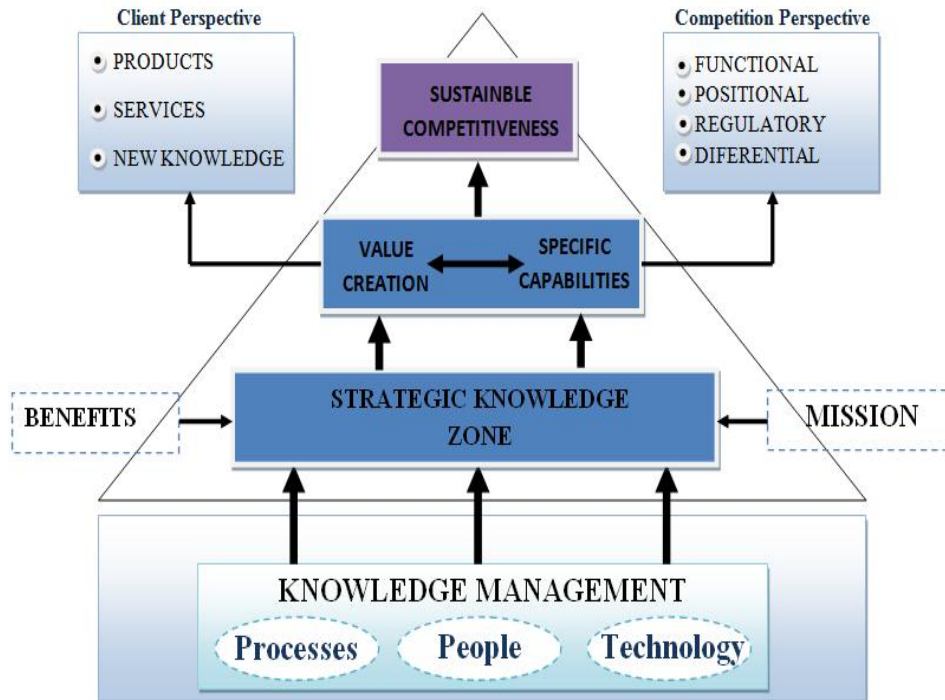 Client Perspective
PRODUCTS
SERVICES
NEW KNOWLEDGE
Competition Perspective
FUNCTIONAL
POSITIONAL
REGULATORY
DIFERENTIAL
SUSTAINBLE
COMPETITIVENESS
VALUE
CREATION
SPECIFIC
CAPABILITIES
BENEFITS
STRATEGIC KNOWLEDGE
ZONE
MISSION
KNOWLEDGE MANAGEMENT
Processes
People
Technology